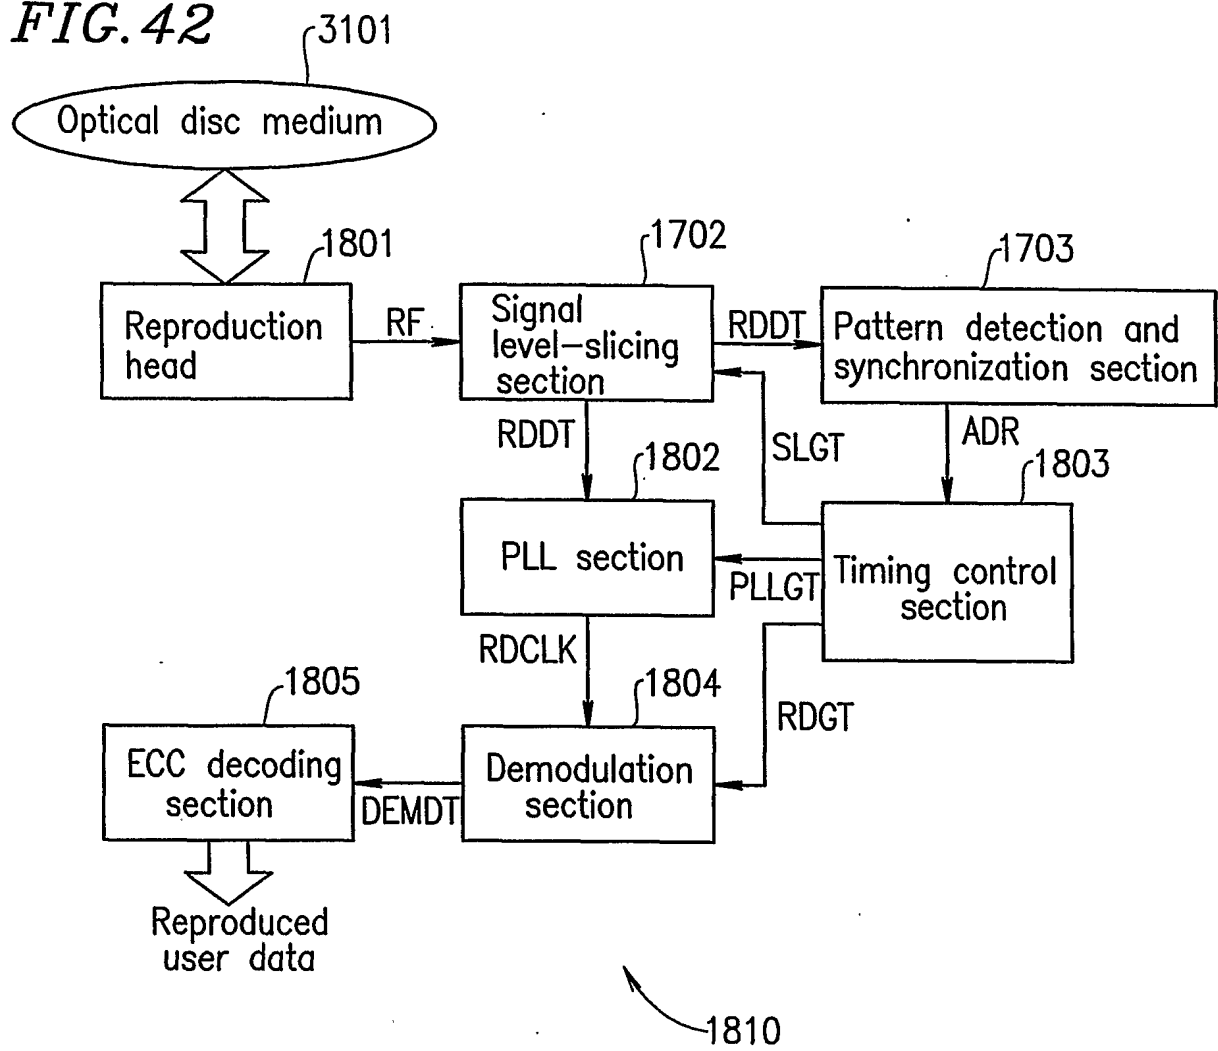 FIG. 42
3101
Optical disc medium
1801
Reproduction
head
RF
1702
Signal
level-slicing
section
RDDT
1703
Pattern detection and
synchronization section
RDDT
SLGT
ADR
1802
PLL section
1803
Timing control
section
PLLGT
RDCLK
RDGT
1805
ECC decoding
section
DEMDT
1804
Demodulation
section
Reproduced
user data
1810